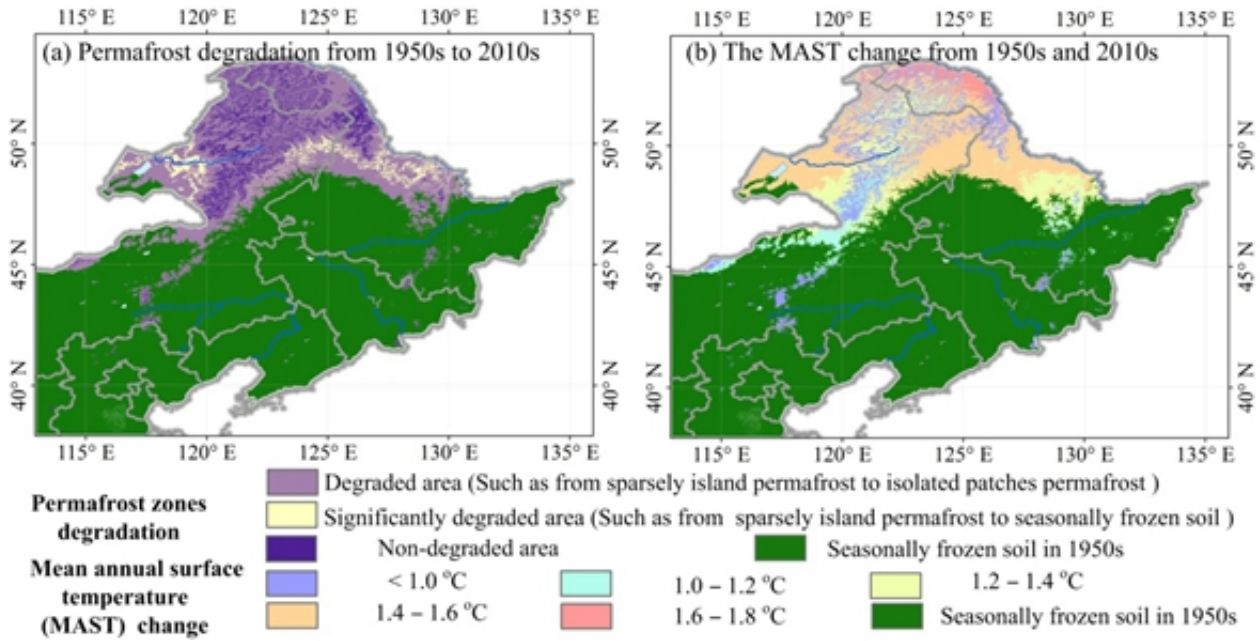 115° E 120° E 125° E 130° E 135° E 115° E 120° E 125° E 130° E 135° E
(a) Permafrost degradation from 1950s to 2010s
(b) The MAST change from 1950s and 2010s
50° N 50° N 50° N 50° N
45° N 45° N 45° N 45° N
40° N 40° N 40° N 40° N
115° E 120° E 125° E 130° E 135° E 115° E 120° E 125° E 130° E 135° E
Permafrost zones
degradation
Degraded area (Such as from sparsely island permafrost to isolated patches permafrost )
Significantly degraded area (Such as from sparsely island permafrost to seasonally frozen soil )
Non-degraded area Seasonally frozen soil in 1950s
Mean annual surface
temperature
(MAST) change
< 1.0 °C 1.0 – 1.2 °C 1.2 – 1.4 °C
1.4 – 1.6 °C 1.6 – 1.8 °C Seasonally frozen soil in 1950s